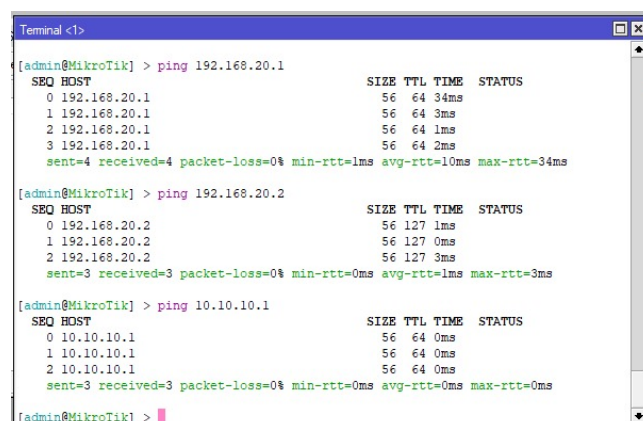 Terminal <1>
[admin@MikroTik] > ping 192.168.20.1
SEQ HOST SIZE TTL TIME STATUS
0 192.168.20.1 56 64 34ms
1 192.168.20.1 56 64 3ms
2 192.168.20.1 56 64 1ms
3 192.168.20.1 56 64 2ms
sent=4 received=4 packet-loss=0% min-rtt=1ms avg-rtt=10ms max-rtt=34ms
[admin@MikroTik] > ping 192.168.20.2
SEQ HOST SIZE TTL TIME STATUS
0 192.168.20.2 56 127 1ms
1 192.168.20.2 56 127 0ms
2 192.168.20.2 56 127 3ms
sent=3 received=3 packet-loss=0% min-rtt=0ms avg-rtt=1ms max-rtt=3ms
[admin@MikroTik] > ping 10.10.10.1
SEQ HOST SIZE TTL TIME STATUS
0 10.10.10.1 56 64 0ms
1 10.10.10.1 56 64 0ms
2 10.10.10.1 56 64 0ms
sent=3 received=3 packet-loss=0% min-rtt=0ms avg-rtt=0ms max-rtt=0ms
[admin@MikroTik] >